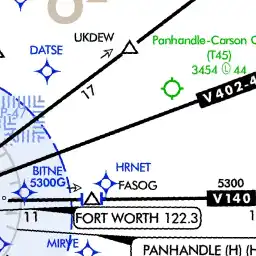 UKDEW
DATSE
Panhandle-Carson C
(T45)
3454 Ⓛ 44
17
V402-4
BITNE
5300G
HRNET
FASOG
5300
V140
11
1
FORT WORTH 122.3
MIRYE
PANHANDLE (H) (H